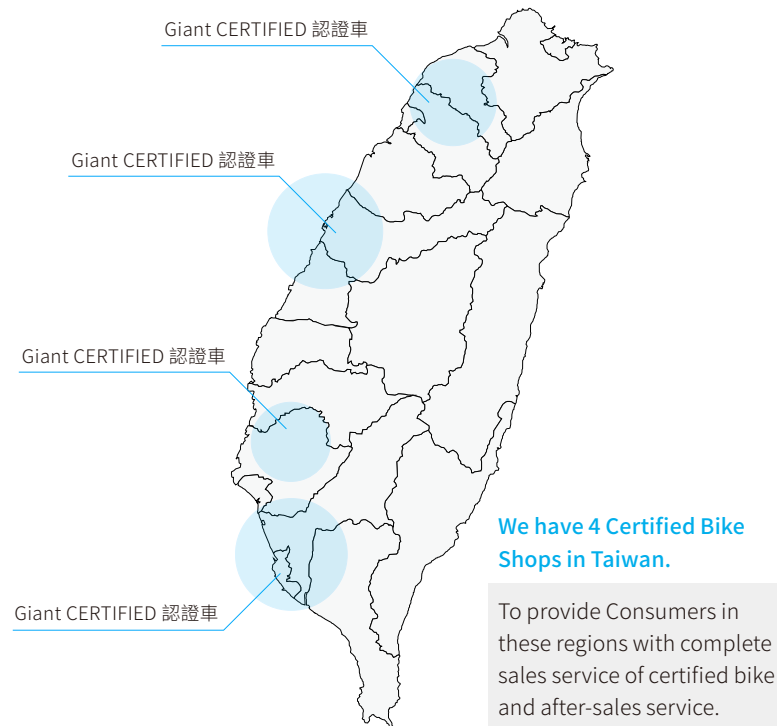 Giant CERTIFIED 認證車
Giant CERTIFIED 認證車
Giant CERTIFIED 認證車
Giant CERTIFIED 認證車
We have 4 Certified Bike
Shops in Taiwan.
To provide Consumers in
these regions with complete
sales service of certified bike
and after-sales service.